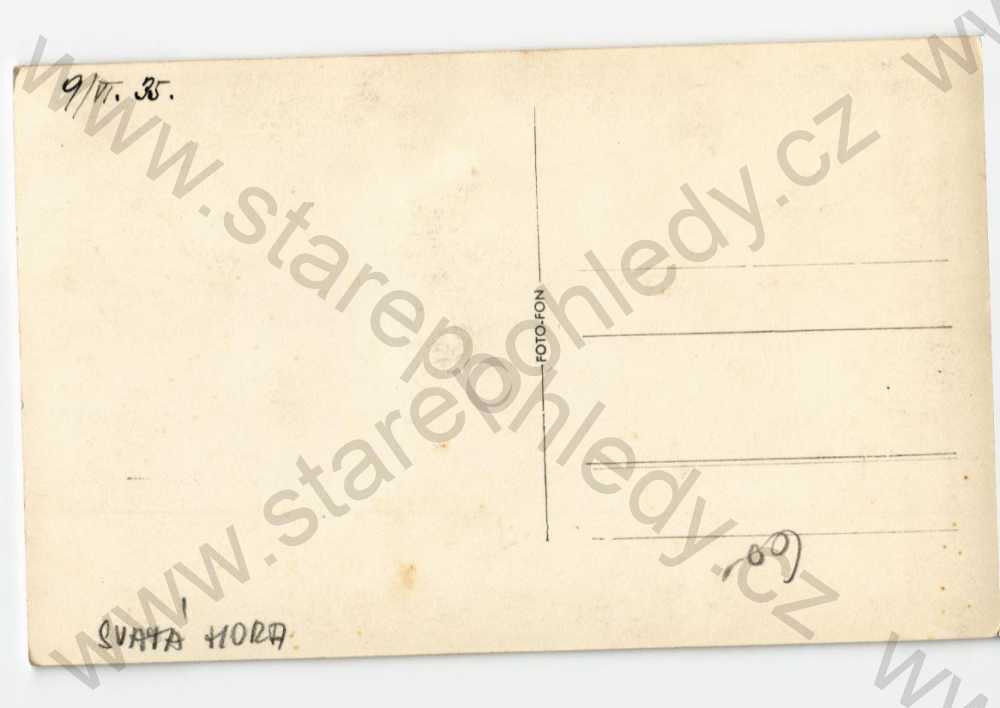 9/VI. 35.
FOTO-FON
SVATÁ HORA
www.starepohledy.cz
www.starepohledy.cz